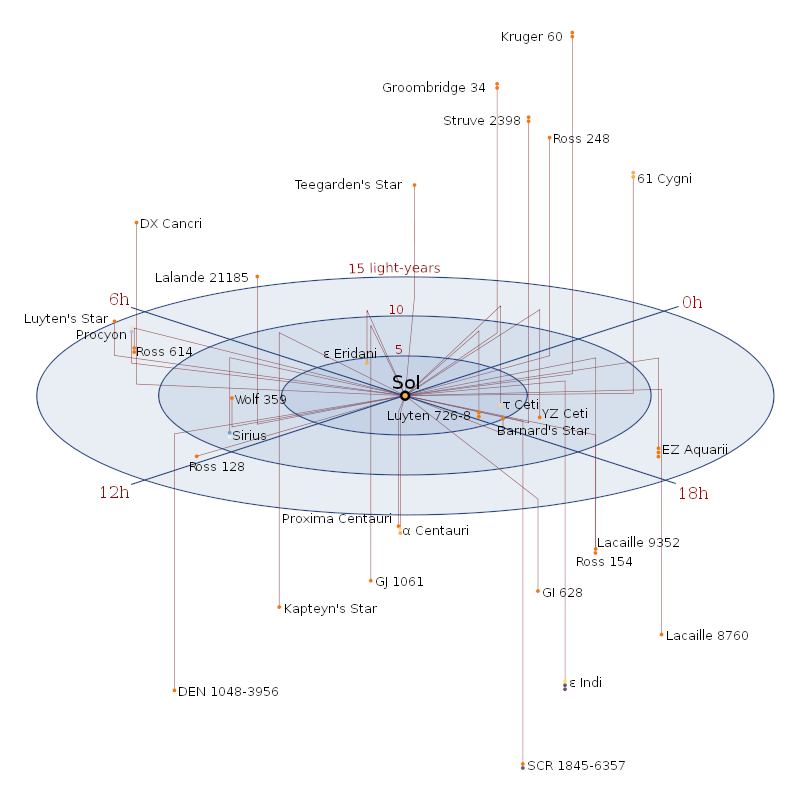 Kruger 60
Groombridge 34
Struve 2398
Ross 248
61 Cygni
Teegarden's Star
DX Cancri
15 light-years
Lalande 21185
6h
0h
10
Luyten's Star
Procyon
5
ε Eridani
Ross 614
Sol
Wolf 359
τ Ceti
Luyten 726-8
YZ Ceti
Barnard's Star
Sirius
EZ Aquarii
Ross 128
12h
18h
Proxima Centauri
α Centauri
Lacaille 9352
Ross 154
GJ 1061
Gl 628
Kapteyn's Star
Lacaille 8760
ε Indi
DEN 1048-3956
SCR 1845-6357